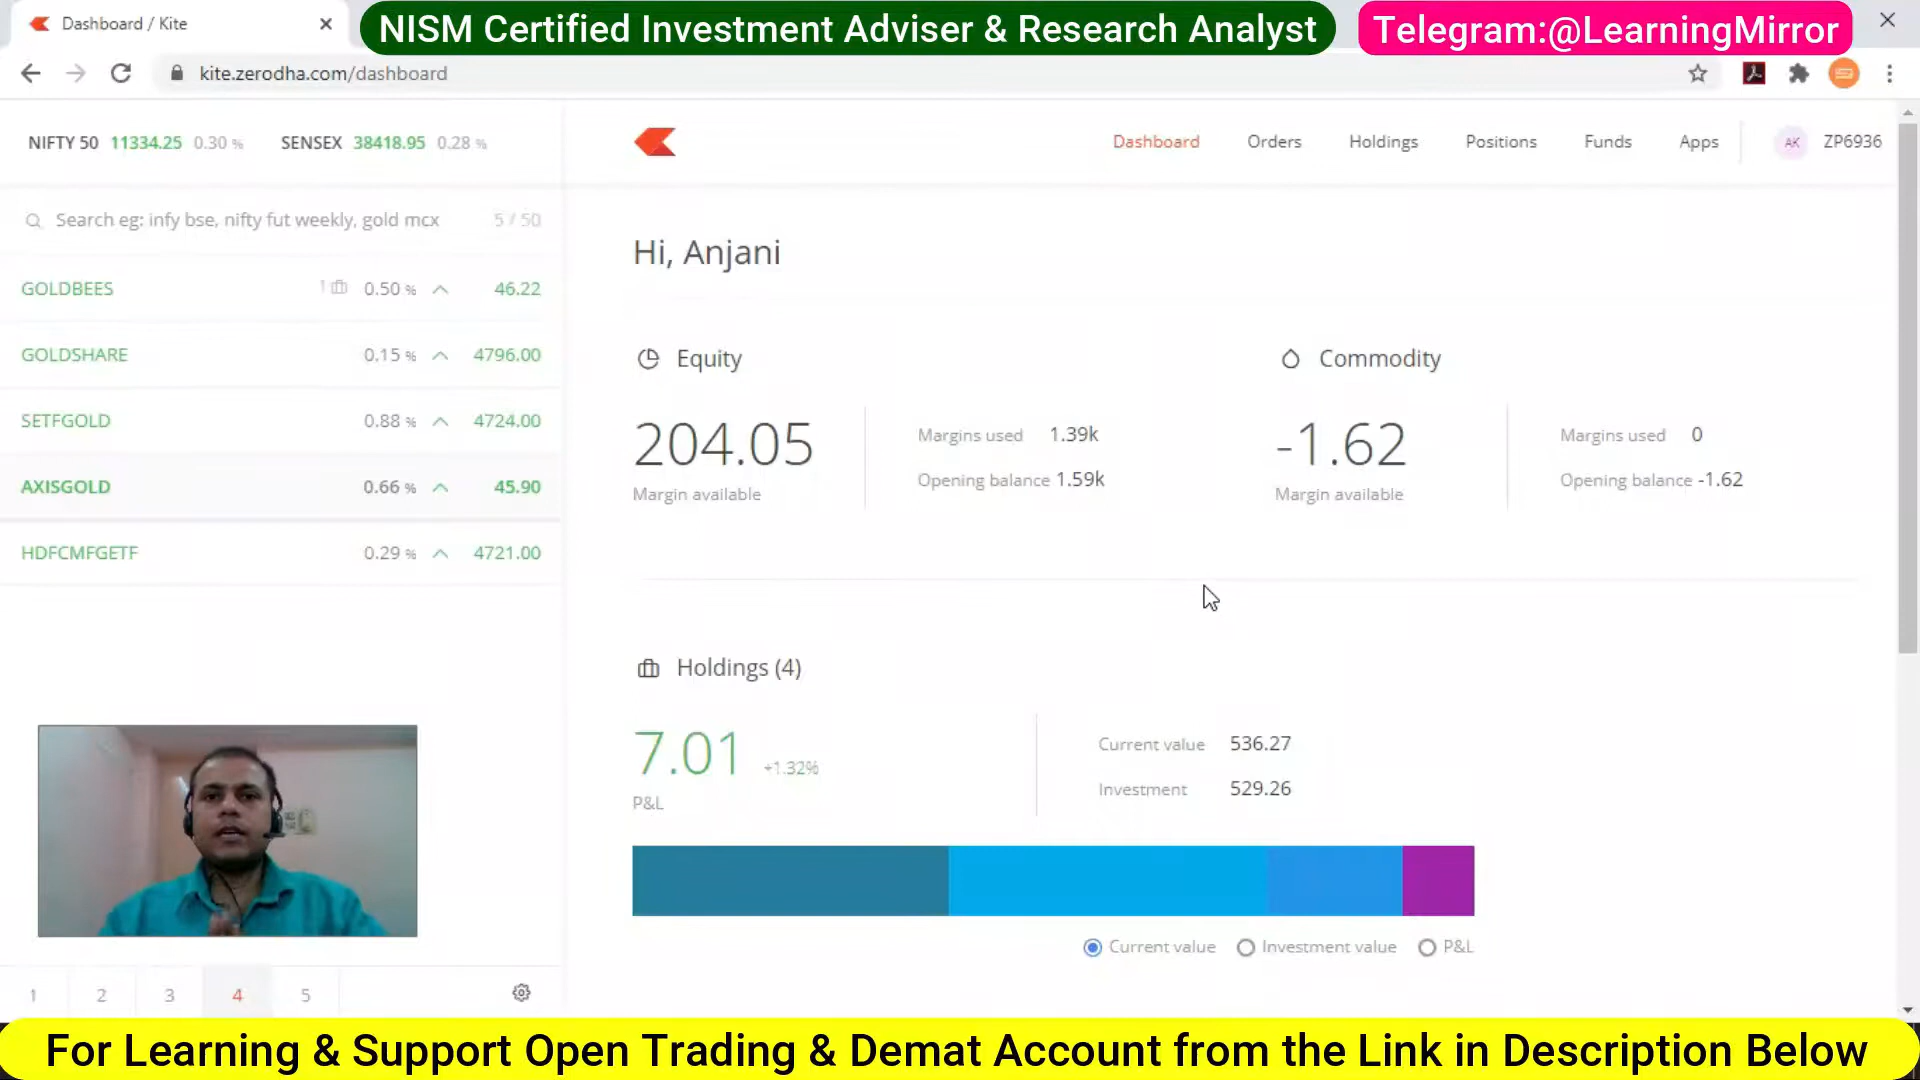 Dashboard / Kite
NISM Certified Investment Adviser & Research Analyst
Telegram:@LearningMirror
kite.zerodha.com/dashboard
NIFTY 50 11334.25 0.30 %
SENSEX 38418.95 0.28 %
Dashboard
Orders
Holdings
Positions
Funds
Apps
AK
ZP6936
Search eg: infy bse, nifty fut weekly, gold mcx
5 / 50
GOLDBEES 1 0.50 % 46.22
GOLDSHARE 0.15 % 4796.00
SETFGOLD 0.88 % 4724.00
AXISGOLD 0.66 % 45.90
HDFCMFGETF 0.29 % 4721.00
1 2 3 4 5
Hi, Anjani
Equity
204.05
Margin available
Margins used 1.39k
Opening balance 1.59k
Commodity
-1.62
Margin available
Margins used 0
Opening balance -1.62
Holdings (4)
7.01 +1.32%
P&L
Current value 536.27
Investment 529.26
Current value
Investment value
P&L
For Learning & Support Open Trading & Demat Account from the Link in Description Below